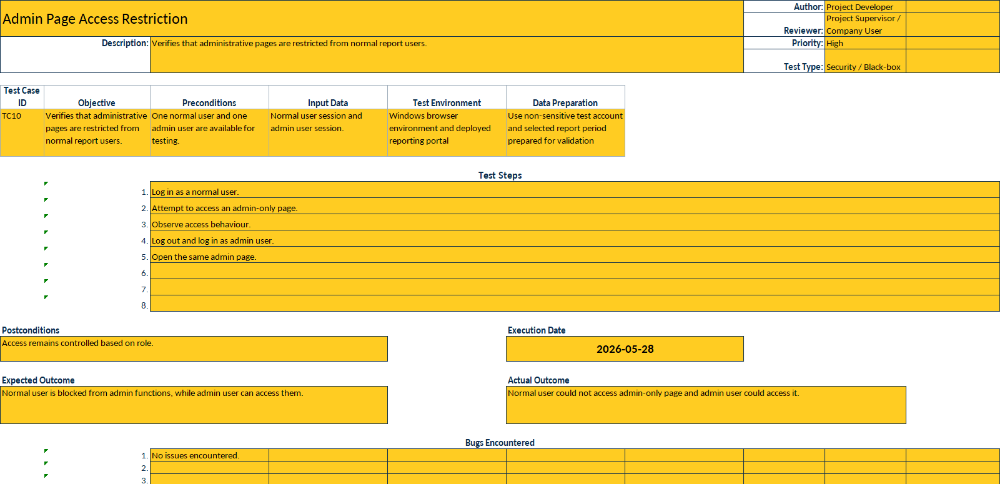 Admin Page Access Restriction
Author: Project Developer
Reviewer: Project Supervisor /
Company User
Description: Verifies that administrative pages are restricted from normal report users.
Priority: High
Test Type: Security / Black-box
Test Case
ID
Objective
Preconditions
Input Data
Test Environment
Data Preparation
TC10
Verifies that administrative
pages are restricted from
normal report users.
One normal user and one
admin user are available for
testing.
Normal user session and
admin user session.
Windows browser
environment and deployed
reporting portal
Use non-sensitive test account
and selected report period
prepared for validation
Test Steps
1. Log in as a normal user.
2. Attempt to access an admin-only page.
3. Observe access behaviour.
4. Log out and log in as admin user.
5. Open the same admin page.
6.
7.
8.
Postconditions
Access remains controlled based on role.
Execution Date
2026-05-28
Expected Outcome
Normal user is blocked from admin functions, while admin user can access them.
Actual Outcome
Normal user could not access admin-only page and admin user could access it.
Bugs Encountered
1. No issues encountered.
2.
3.